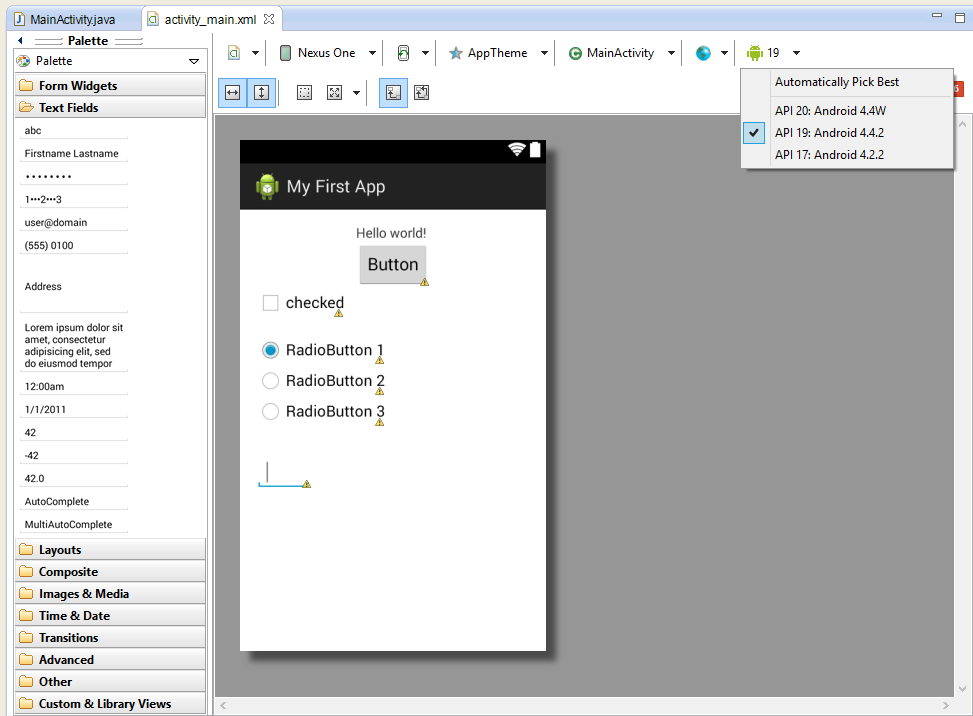 MainActivity.java
activity_main.xml
Palette
Palette
Form Widgets
Text Fields
abc
Firstname Lastname
••••••••
1•••2•••3
user@domain
(555) 0100
Address
Lorem ipsum dolor sit
amet, consectetur
adipisicing elit, sed
do eiusmod tempor
12:00am
1/1/2011
42
-42
42.0
AutoComplete
MultiAutoComplete
Layouts
Composite
Images & Media
Time & Date
Transitions
Advanced
Other
Custom & Library Views
Nexus One
AppTheme
MainActivity
19
Automatically Pick Best
API 20: Android 4.4W
API 19: Android 4.4.2
API 17: Android 4.2.2
My First App
Hello world!
Button
checked
RadioButton 1
RadioButton 2
RadioButton 3